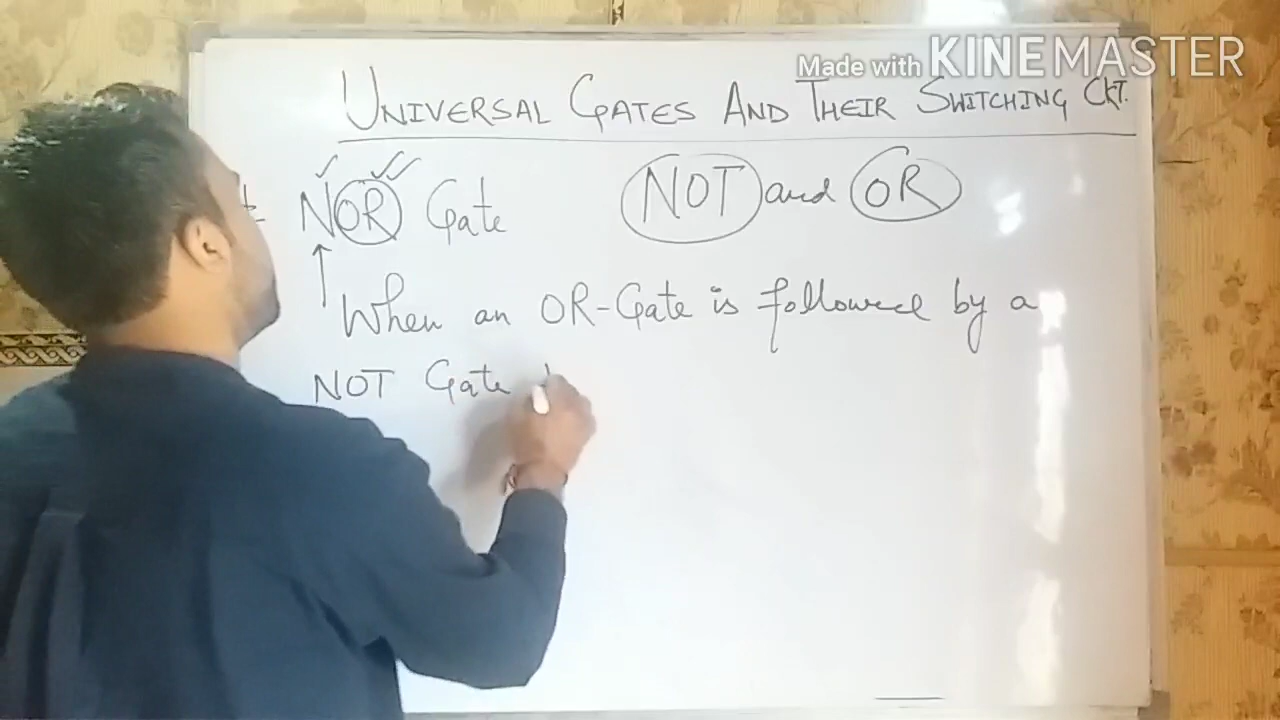 Made with KINEMASTER
UNIVERSAL GATES AND THEIR SWITCHING CKT.
NOR Gate NOT and OR
When an OR-Gate is followed by a
NOT Gate